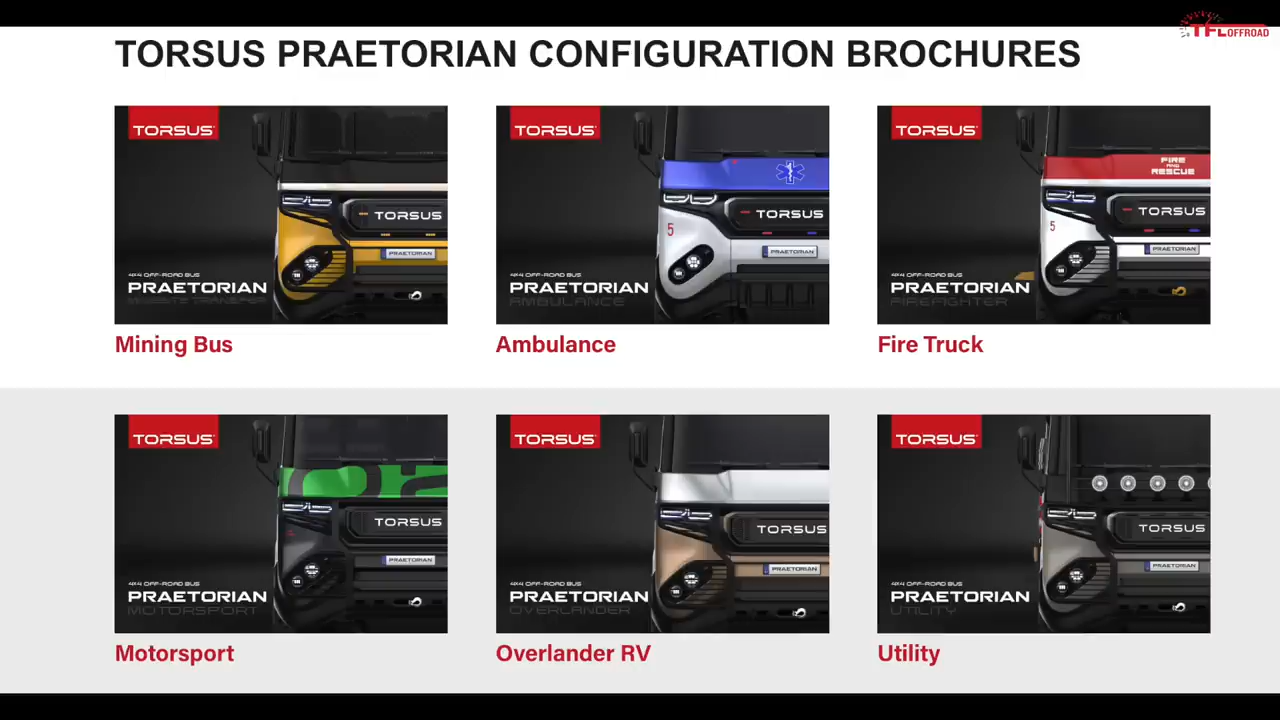 TFLOFFROAD
TORSUS PRAETORIAN CONFIGURATION BROCHURES
TORSUS
TORSUS
PRAETORIAN
4X4 OFF-ROAD BUS
PRAETORIAN
Mining Bus
TORSUS
TORSUS
5
PRAETORIAN
4X4 OFF-ROAD BUS
PRAETORIAN
AMBULANCE
Ambulance
TORSUS
FIRE
AND
RESCUE
TORSUS
5
PRAETORIAN
4X4 OFF-ROAD BUS
PRAETORIAN
FIREFIGHTER
Fire Truck
TORSUS
TORSUS
PRAETORIAN
4X4 OFF-ROAD BUS
PRAETORIAN
MOTORSPORT
Motorsport
TORSUS
TORSUS
PRAETORIAN
4X4 OFF-ROAD BUS
PRAETORIAN
OVERLANDER
Overlander RV
TORSUS
TORSUS
PRAETORIAN
4X4 OFF-ROAD BUS
PRAETORIAN
UTILITY
Utility